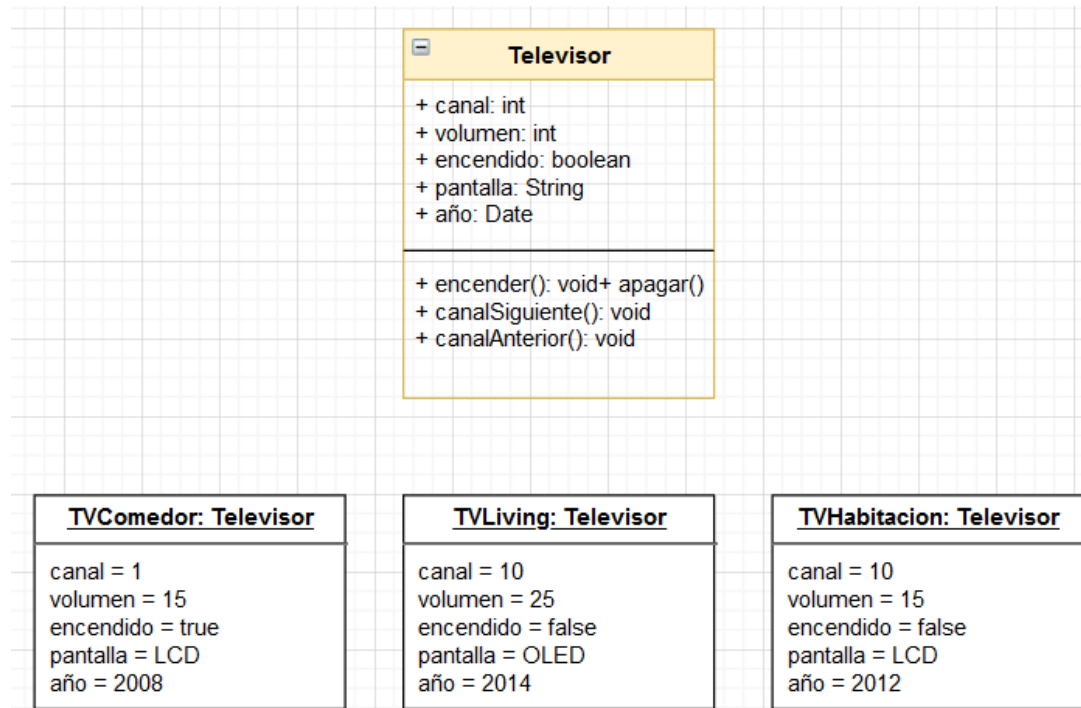 Televisor
+ canal: int
+ volumen: int
+ encendido: boolean
+ pantalla: String
+ año: Date
+ encender(): void+ apagar()
+ canalSiguiente(): void
+ canalAnterior(): void
TVComedor: Televisor
canal = 1
volumen = 15
encendido = true
pantalla = LCD
año = 2008
TVLiving: Televisor
canal = 10
volumen = 25
encendido = false
pantalla = OLED
año = 2014
TVHabitacion: Televisor
canal = 10
volumen = 15
encendido = false
pantalla = LCD
año = 2012